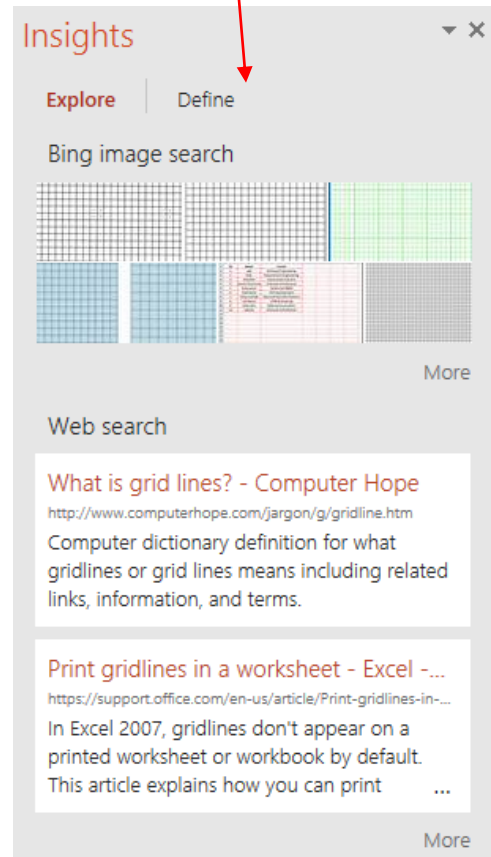 Insights
Explore Define
Bing image search
More
Web search
What is grid lines? - Computer Hope
http://www.computerhope.com/jargon/g/gridline.htm
Computer dictionary definition for what
gridlines or grid lines means including related
links, information, and terms.
Print gridlines in a worksheet - Excel -...
https://support.office.com/en-us/article/Print-gridlines-in-...
In Excel 2007, gridlines don't appear on a
printed worksheet or workbook by default.
This article explains how you can print ...
More